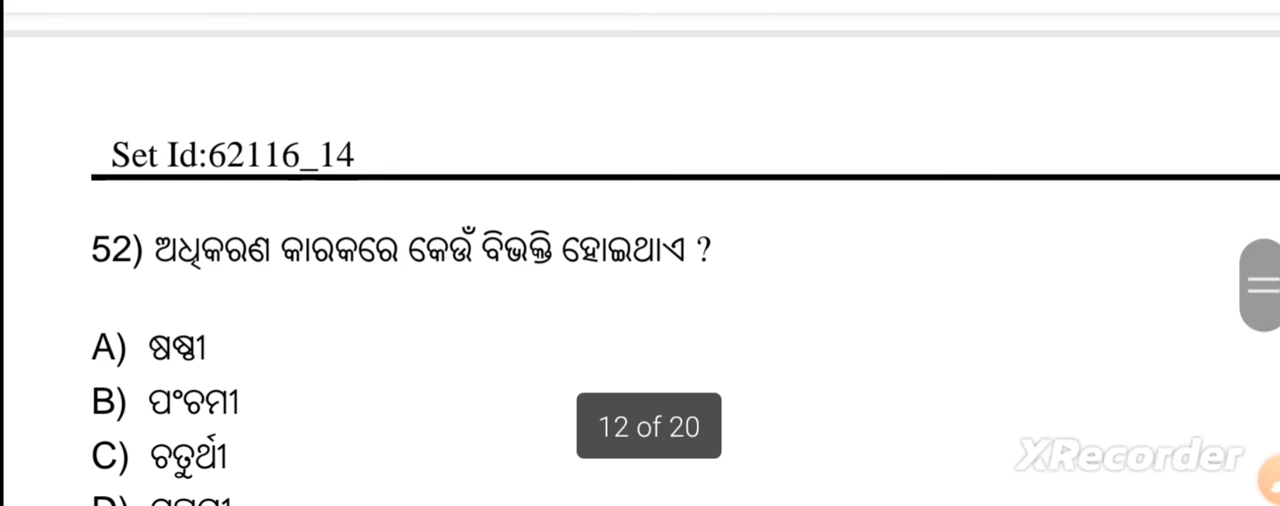 Set Id:62116_14
52) ଅଧିକରଣ କାରକରେ କେଉଁ ବିଭକ୍ତି ହୋଇଥାଏ ?
A) ଷଷ୍ଠୀ
B) ପଂଚମୀ
12 of 20
C) ଚତୁର୍ଥୀ
XRecorder